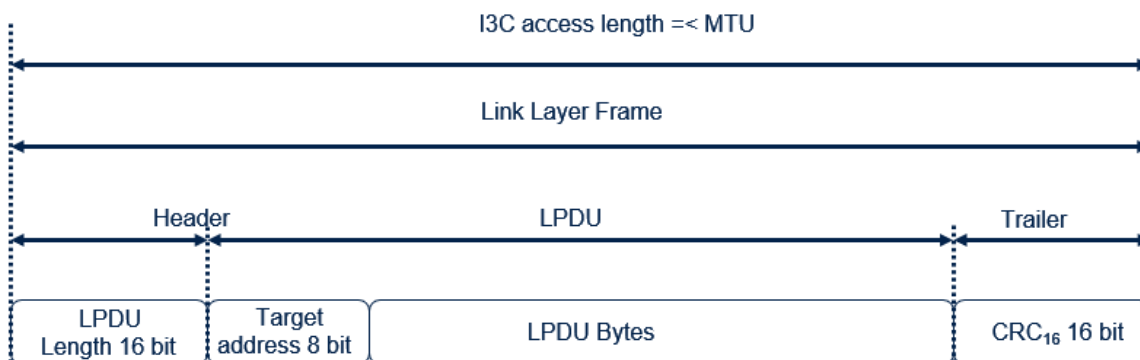 I3C access length =< MTU
Link Layer Frame
Header LPDU Trailer
LPDU Target LPDU Bytes CRC₁₆ 16 bit
Length 16 bit address 8 bit